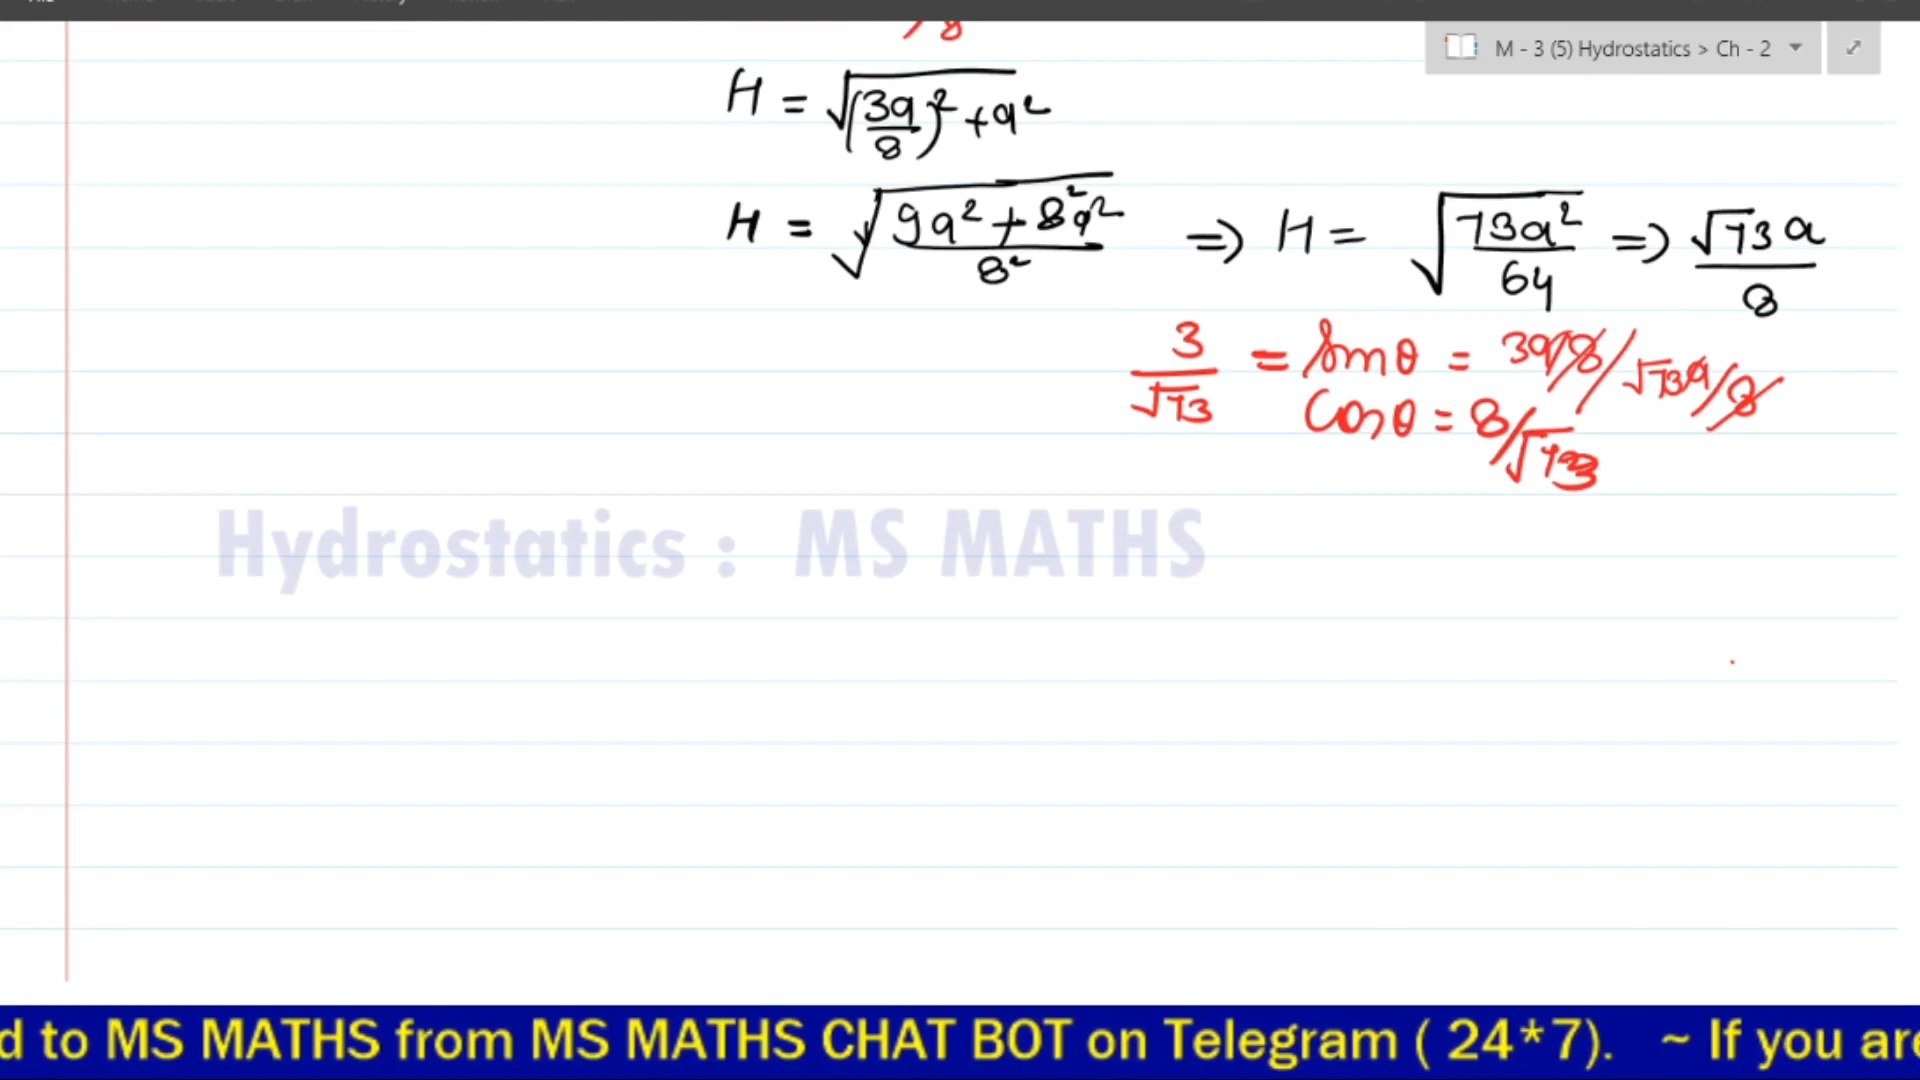 M - 3 (5) Hydrostatics > Ch - 2
8
H = √((3a/8)² + a²)
H = √((9a² + 8²a²)/8²) => H = √(73a²/64) => √73a/8
3/√73 = Sinθ = 3a/8/√73a/8
Cosθ = 8/√73
Hydrostatics : MS MATHS
d to MS MATHS from MS MATHS CHAT BOT on Telegram ( 24*7). ~ If you are